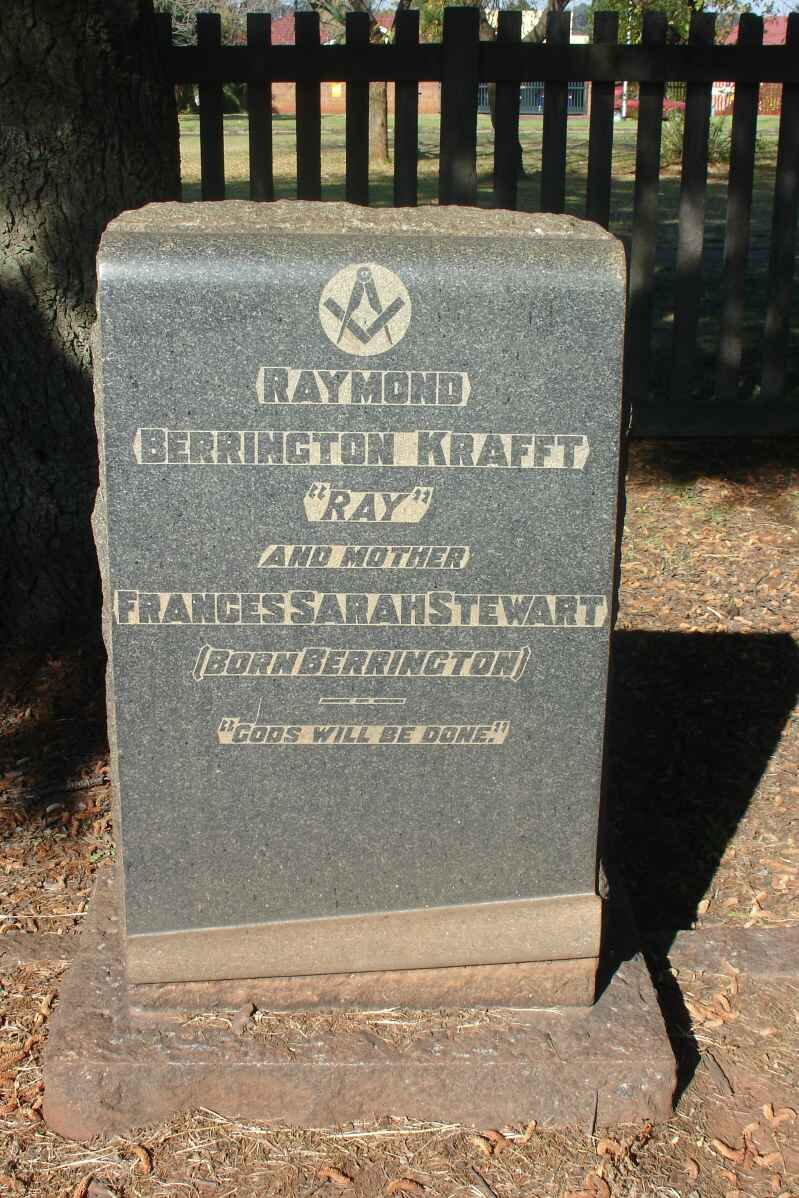 RAYMOND
BERRINGTON KRAFFT
"RAY"
AND MOTHER
FRANCES SARAH STEWART
(BORN BERRINGTON)
"GODS WILL BE DONE."